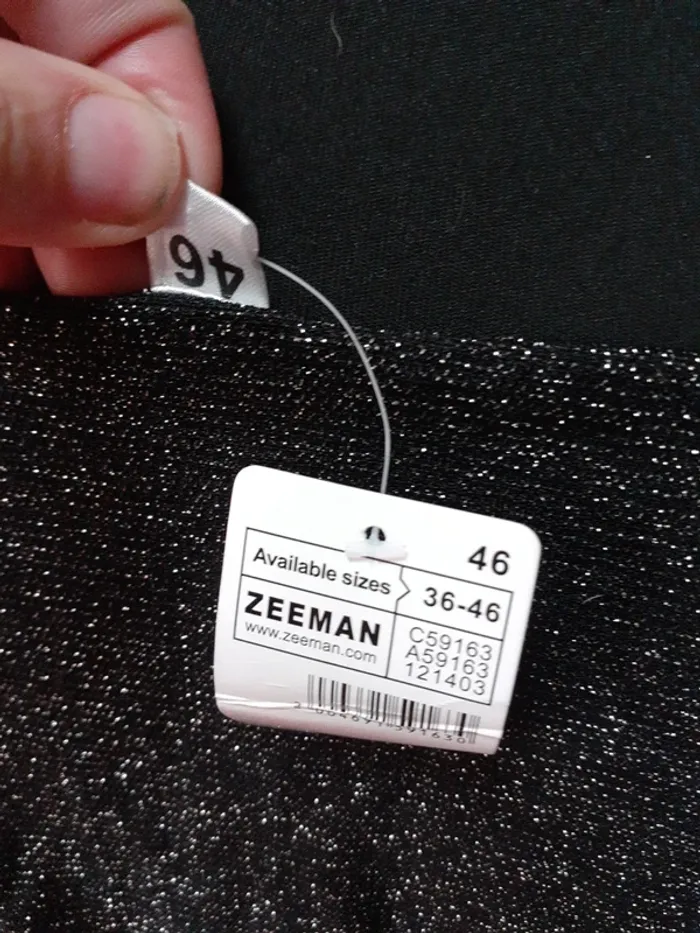 46
46
Available sizes
36-46
ZEEMAN
www.zeeman.com
C59163
A59163
121403